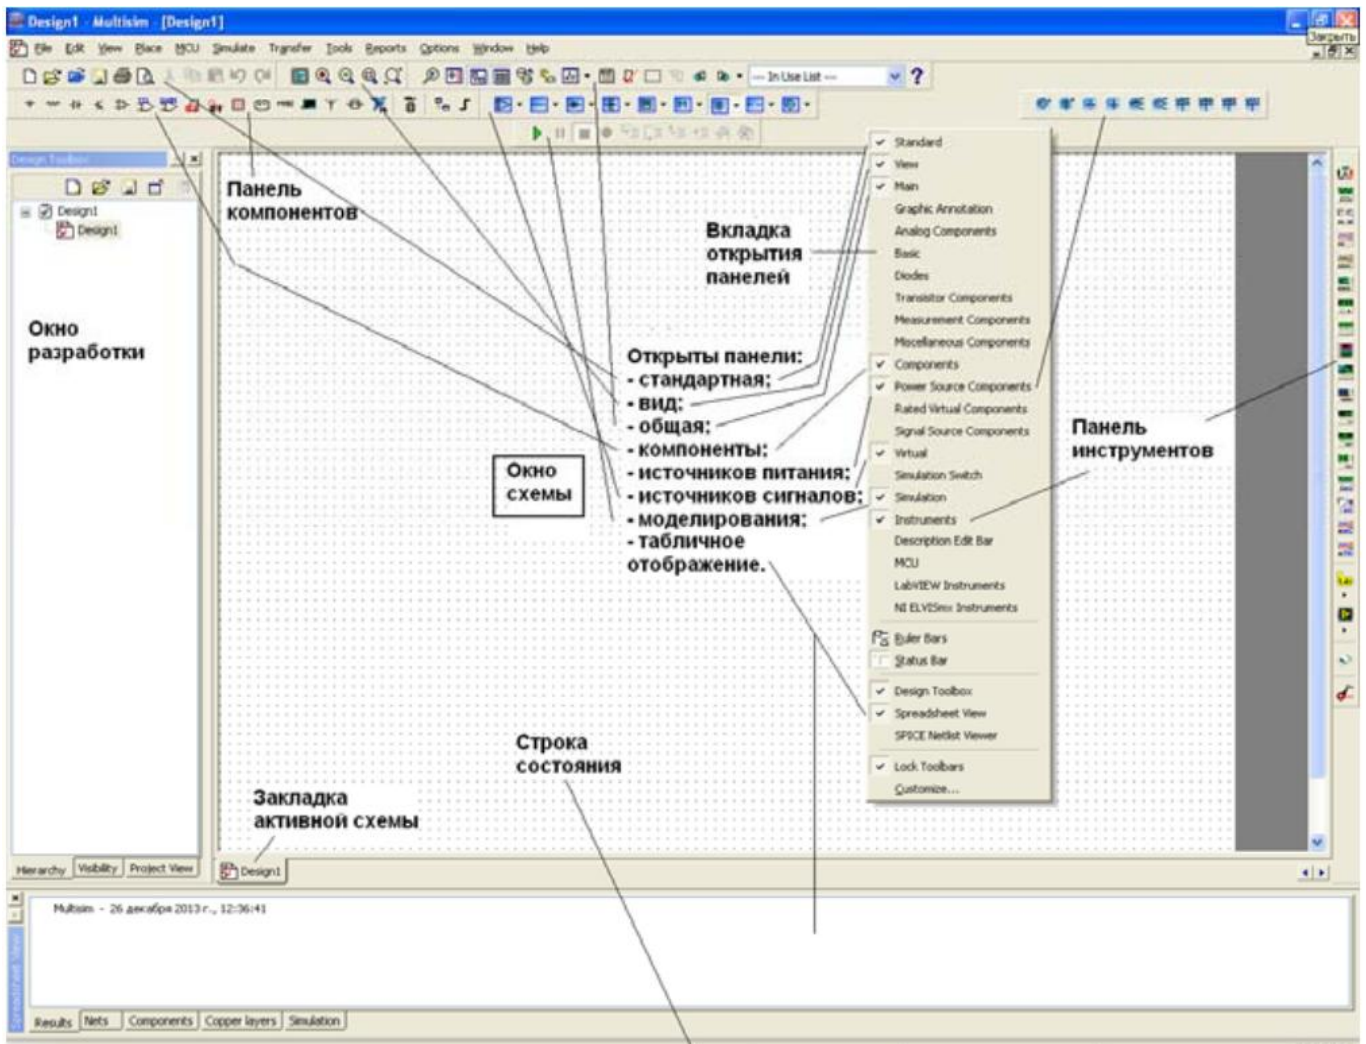 Design1 - Multisim - [Design1]
Закрыть
File Edit View Place MCU Simulate Transfer Tools Reports Options Window Help
--- In Use List ---
?
Design Toolbox
Design1
Design1
Панель
компонентов
Окно
разработки
Вкладка
открытия
панелей
Открыты панели:
- стандартная;
- вид;
- общая;
- компоненты;
- источников питания;
- источников сигналов;
- моделирования;
- табличное
отображение.
Окно
схемы
Standard
View
Main
Graphic Annotation
Analog Components
Basic
Diodes
Transistor Components
Measurement Components
Miscellaneous Components
Components
Power Source Components
Rated Virtual Components
Signal Source Components
Virtual
Simulation Switch
Simulation
Instruments
Description Edit Bar
MCU
LabVIEW Instruments
NI ELVISmx Instruments
Ruler Bars
Status Bar
Design Toolbox
Spreadsheet View
SPICE Netlist Viewer
Lock Toolbars
Customize...
Панель
инструментов
Строка
состояния
Закладка
активной схемы
Hierarchy Visibility Project View
Design1
Multisim - 26 декабря 2013 г., 12:36:41
Spreadsheet View
Results Nets Components Copper layers Simulation